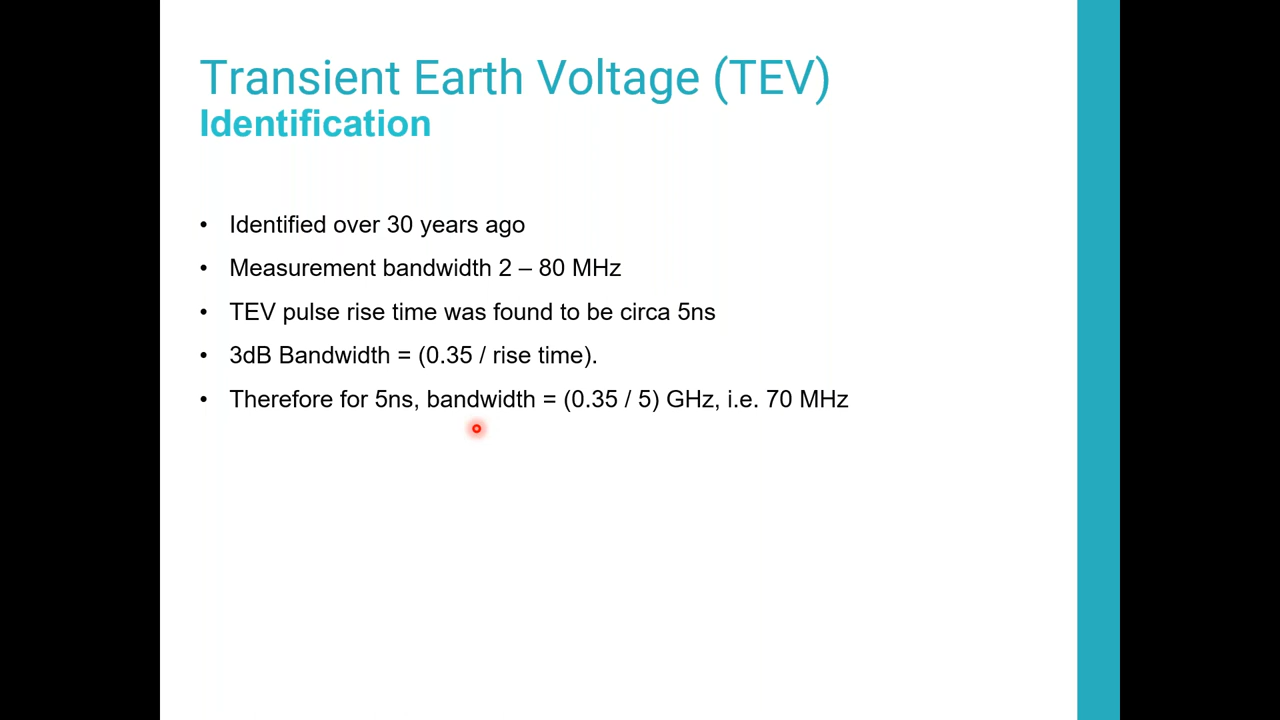 Transient Earth Voltage (TEV)
Identification
• Identified over 30 years ago
• Measurement bandwidth 2 – 80 MHz
• TEV pulse rise time was found to be circa 5ns
• 3dB Bandwidth = (0.35 / rise time).
• Therefore for 5ns, bandwidth = (0.35 / 5) GHz, i.e. 70 MHz